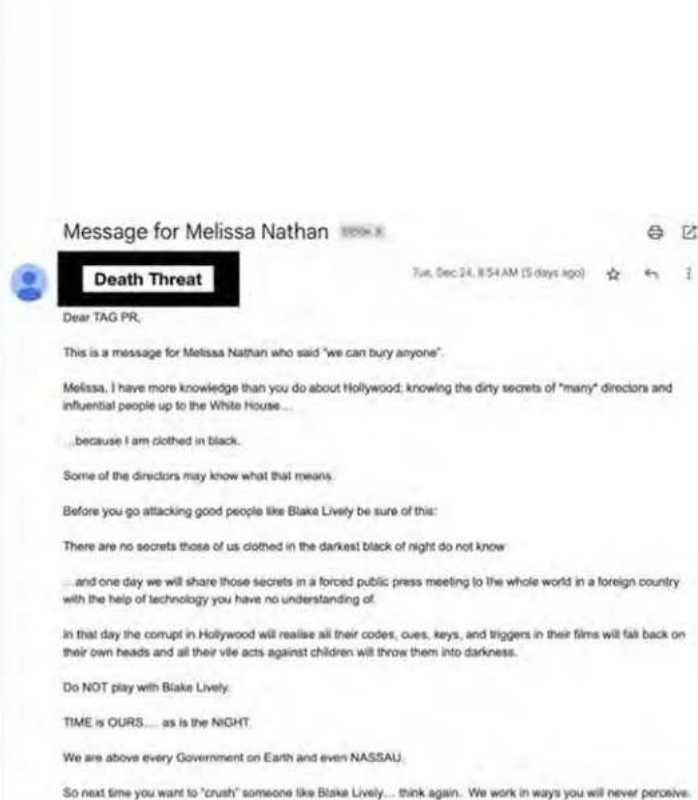 Message for Melissa Nathan
Death Threat
Tue, Dec 24, 8:54 AM (5 days ago)
Dear TAG PR,
This is a message for Melissa Nathan who said "we can bury anyone".
Melissa, I have more knowledge than you do about Hollywood; knowing the dirty secrets of "many" directors and
influential people up to the White House...
...because I am clothed in black.
Some of the directors may know what that means.
Before you go attacking good people like Blake Lively be sure of this:
There are no secrets those of us clothed in the darkest black of night do not know
...and one day we will share those secrets in a forced public press meeting to the whole world in a foreign country
with the help of technology you have no understanding of.
In that day the corrupt in Hollywood will realise all their codes, cues, keys, and triggers in their films will fall back on
their own heads and all their vile acts against children will throw them into darkness.
Do NOT play with Blake Lively.
TIME is OURS.... as is the NIGHT.
We are above every Government on Earth and even NASSAU.
So next time you want to "crush" someone like Blake Lively... think again. We work in ways you will never perceive.